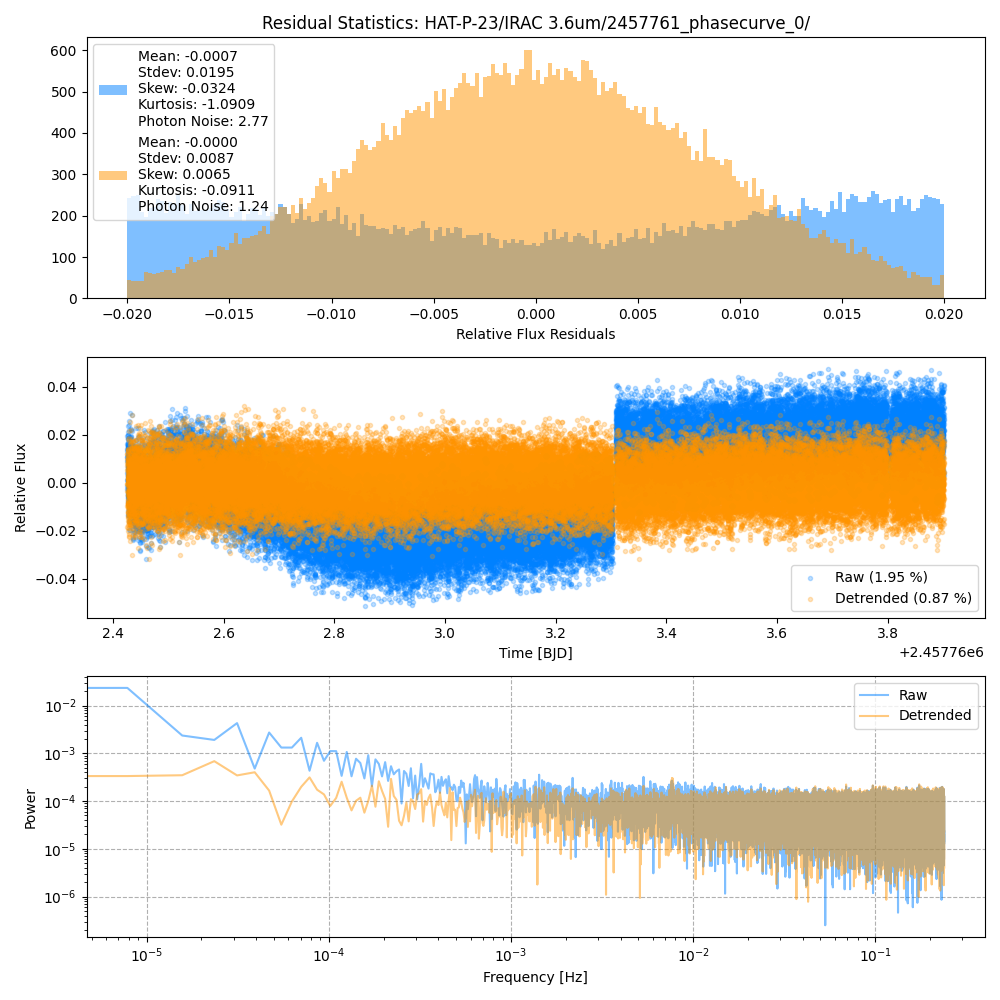 Residual Statistics: HAT-P-23/IRAC 3.6um/2457761_phasecurve_0/
600
500
400
300
200
100
0
Mean: -0.0007
Stdev: 0.0195
Skew: -0.0324
Kurtosis: -1.0909
Photon Noise: 2.77
Mean: -0.0000
Stdev: 0.0087
Skew: 0.0065
Kurtosis: -0.0911
Photon Noise: 1.24
−0.020 −0.015 −0.010 −0.005 0.000 0.005 0.010 0.015 0.020
Relative Flux Residuals
Relative Flux
0.04
0.02
0.00
−0.02
−0.04
Raw (1.95 %)
Detrended (0.87 %)
2.4 2.6 2.8 3.0 3.2 3.4 3.6 3.8
Time [BJD]
+2.45776e6
Power
10⁻²
10⁻³
10⁻⁴
10⁻⁵
10⁻⁶
Raw
Detrended
10⁻⁵ 10⁻⁴ 10⁻³ 10⁻² 10⁻¹
Frequency [Hz]